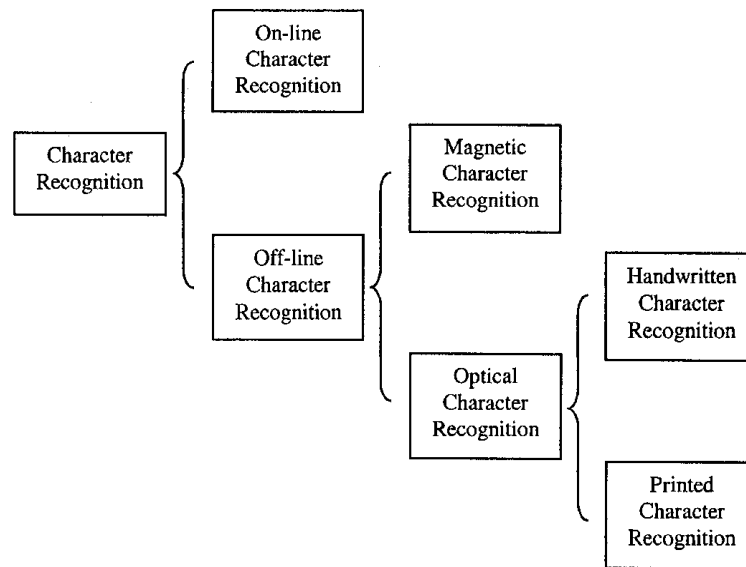 On-line
Character
Recognition
Character
Recognition
Magnetic
Character
Recognition
Off-line
Character
Recognition
Handwritten
Character
Recognition
Optical
Character
Recognition
Printed
Character
Recognition